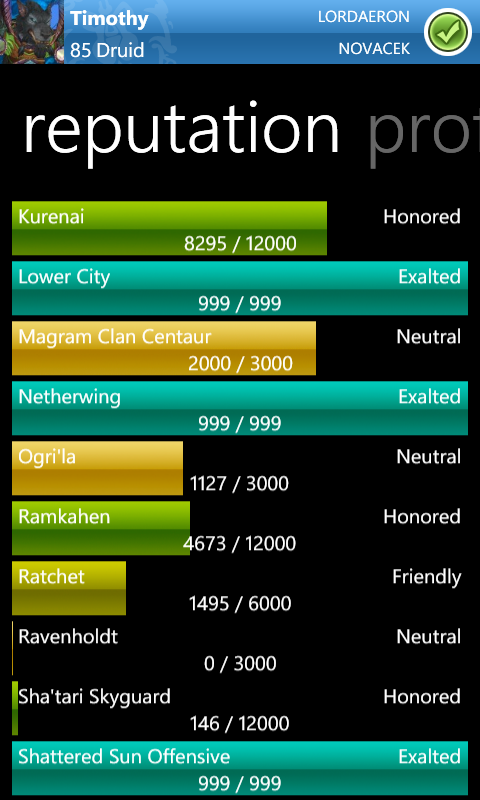 Timothy
LORDAERON
85 Druid
NOVACEK
reputation
Kurenai Honored
8295 / 12000
Lower City Exalted
999 / 999
Magram Clan Centaur Neutral
2000 / 3000
Netherwing Exalted
999 / 999
Ogri'la Neutral
1127 / 3000
Ramkahen Honored
4673 / 12000
Ratchet Friendly
1495 / 6000
Ravenholdt Neutral
0 / 3000
Sha'tari Skyguard Honored
146 / 12000
Shattered Sun Offensive Exalted
999 / 999